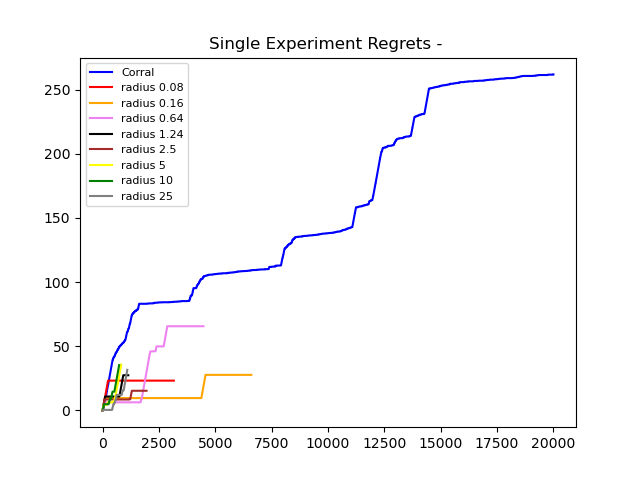 Single Experiment Regrets -
Corral
radius 0.08
radius 0.16
radius 0.64
radius 1.24
radius 2.5
radius 5
radius 10
radius 25
250
200
150
100
50
0
0 2500 5000 7500 10000 12500 15000 17500 20000